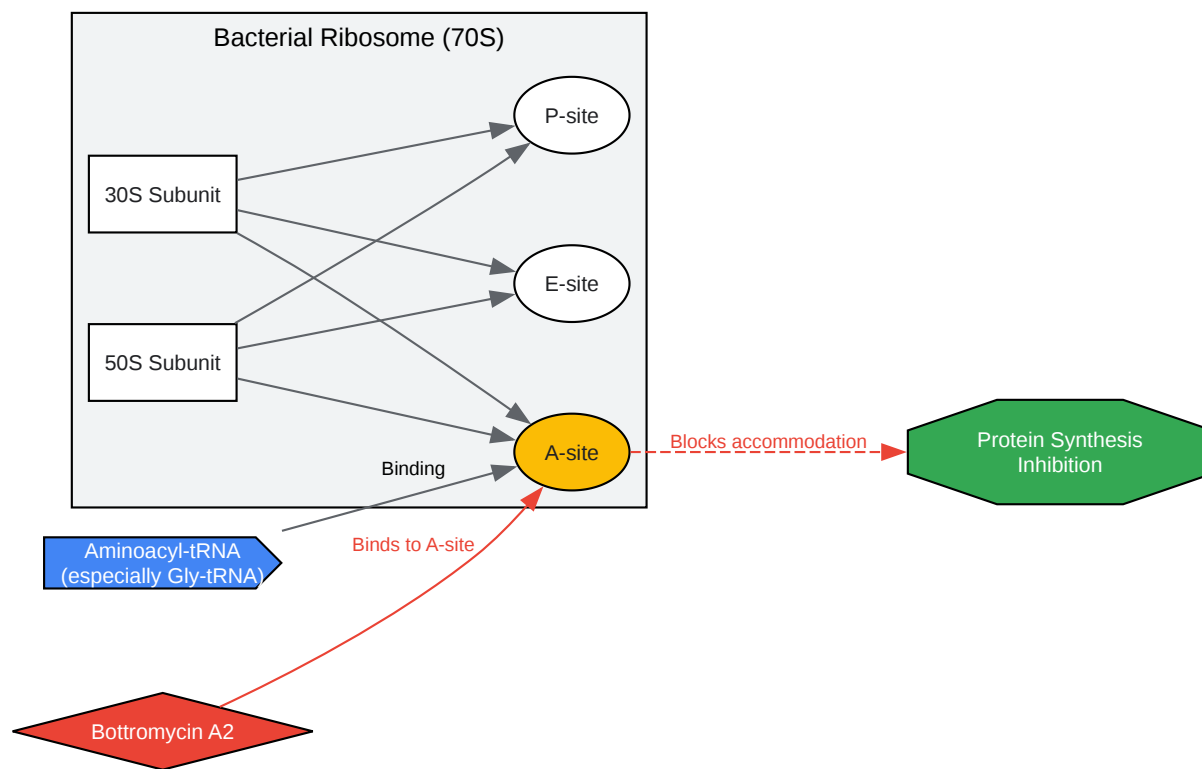 Bacterial Ribosome (70S)
P-site
30S Subunit
E-site
50S Subunit
A-site
Blocks accommodation
Protein Synthesis
Inhibition
Binding
Aminoacyl-tRNA
(especially Gly-tRNA)
Binds to A-site
Bottromycin A2